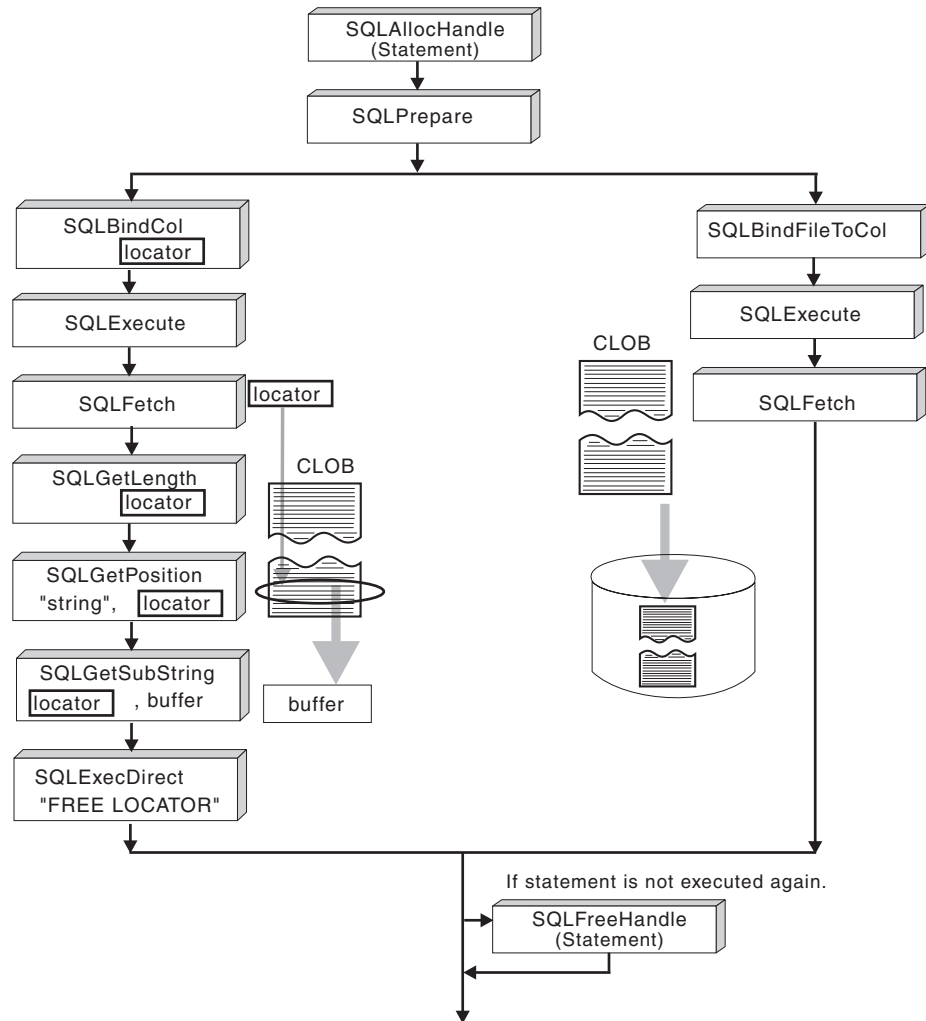 SQLAllocHandle
(Statement)
SQLPrepare
SQLBindCol
locator
SQLExecute
SQLFetch
locator
CLOB
SQLGetLength
locator
SQLGetPosition
"string", locator
SQLGetSubString
locator , buffer
buffer
SQLExecDirect
"FREE LOCATOR"
SQLBindFileToCol
SQLExecute
CLOB
SQLFetch
If statement is not executed again.
SQLFreeHandle
(Statement)